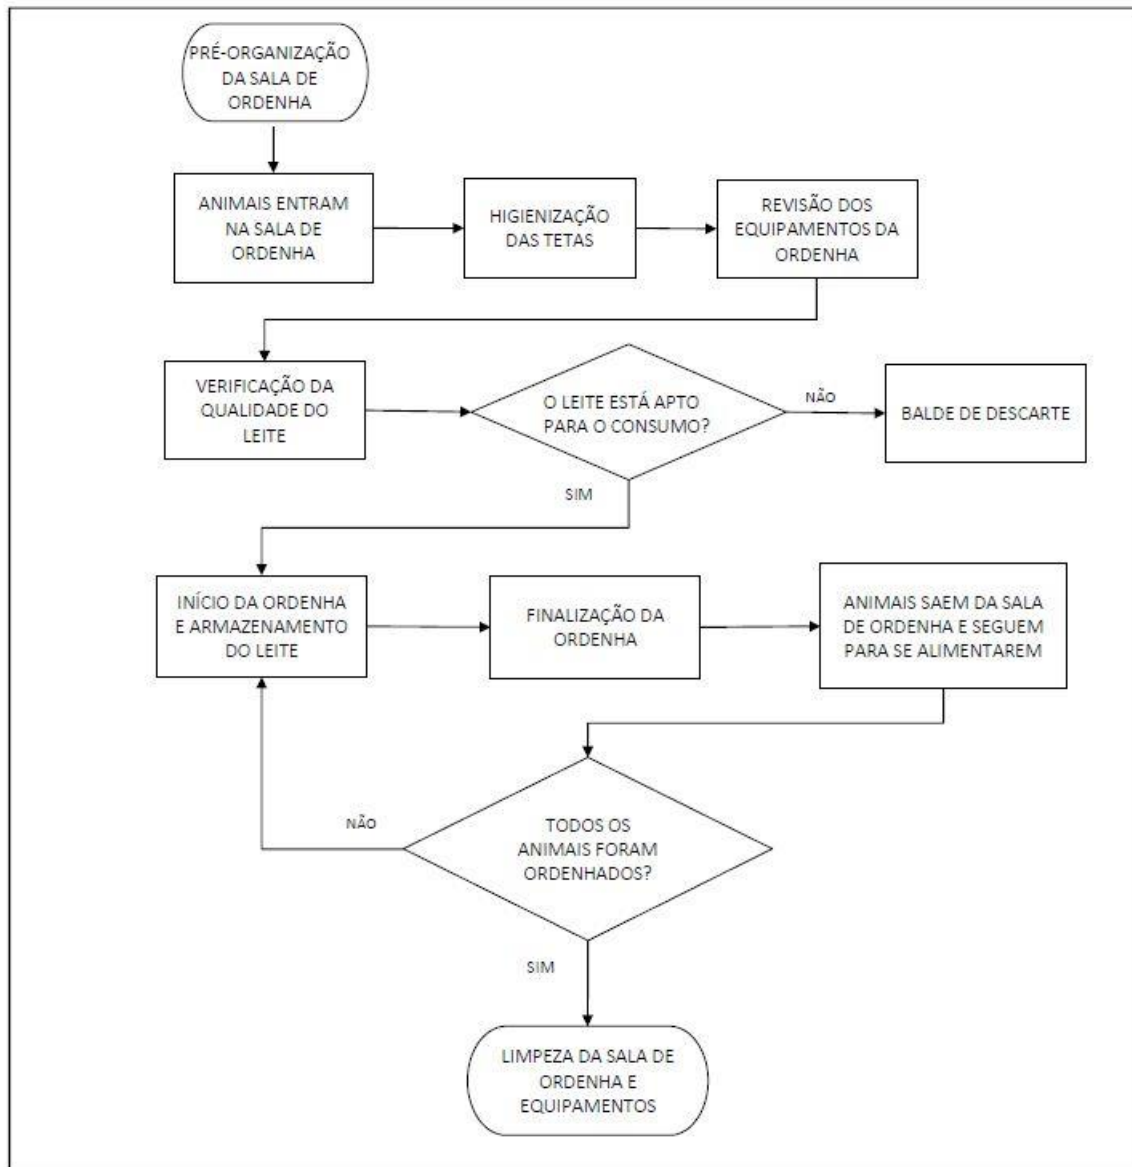 PRÉ-ORGANIZAÇÃO
DA SALA DE
ORDENHA
ANIMAIS ENTRAM
NA SALA DE
ORDENHA
HIGIENIZAÇÃO
DAS TETAS
REVISÃO DOS
EQUIPAMENTOS DA
ORDENHA
VERIFICAÇÃO DA
QUALIDADE DO
LEITE
O LEITE ESTÁ APTO
PARA O CONSUMO?
NÃO
BALDE DE DESCARTE
SIM
INÍCIO DA ORDENHA
E ARMAZENAMENTO
DO LEITE
FINALIZAÇÃO DA
ORDENHA
ANIMAIS SAEM DA SALA
DE ORDENHA E SEGUEM
PARA SE ALIMENTAREM
TODOS OS
ANIMAIS FORAM
ORDENHADOS?
NÃO
SIM
LIMPEZA DA SALA DE
ORDENHA E
EQUIPAMENTOS